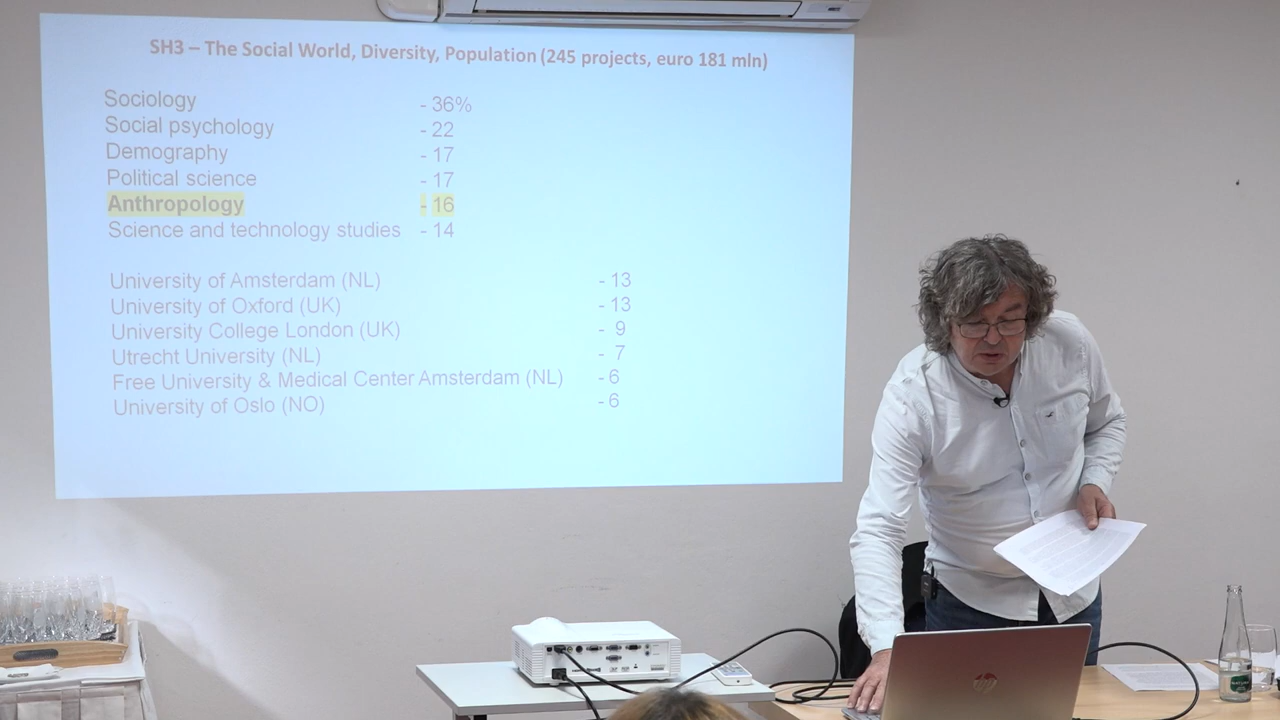 SH3 – The Social World, Diversity, Population (245 projects, euro 181 mln)
Sociology - 36%
Social psychology - 22
Demography - 17
Political science - 17
Anthropology - 16
Science and technology studies - 14
University of Amsterdam (NL) - 13
University of Oxford (UK) - 13
University College London (UK) - 9
Utrecht University (NL) - 7
Free University & Medical Center Amsterdam (NL) - 6
University of Oslo (NO) - 6
hp